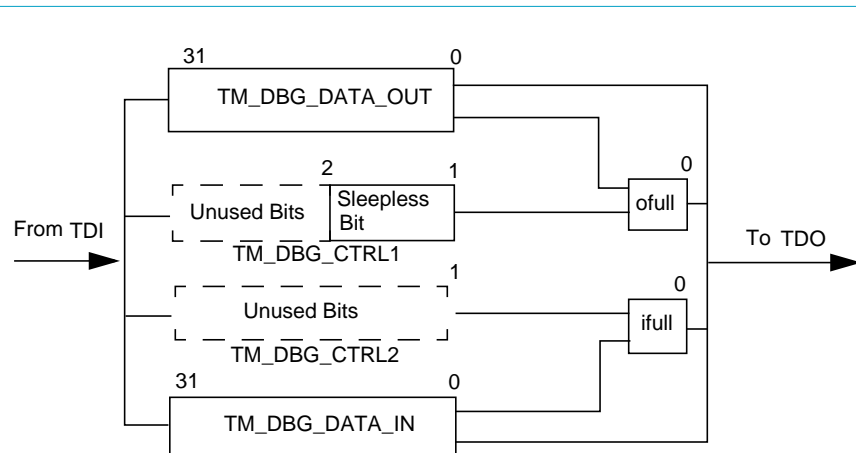 31 0
TM_DBG_DATA_OUT
2 1 0
Unused Bits Sleepless Bit ofull
TM_DBG_CTRL1
From TDI To TDO
1 0
Unused Bits ifull
TM_DBG_CTRL2
31 0
TM_DBG_DATA_IN